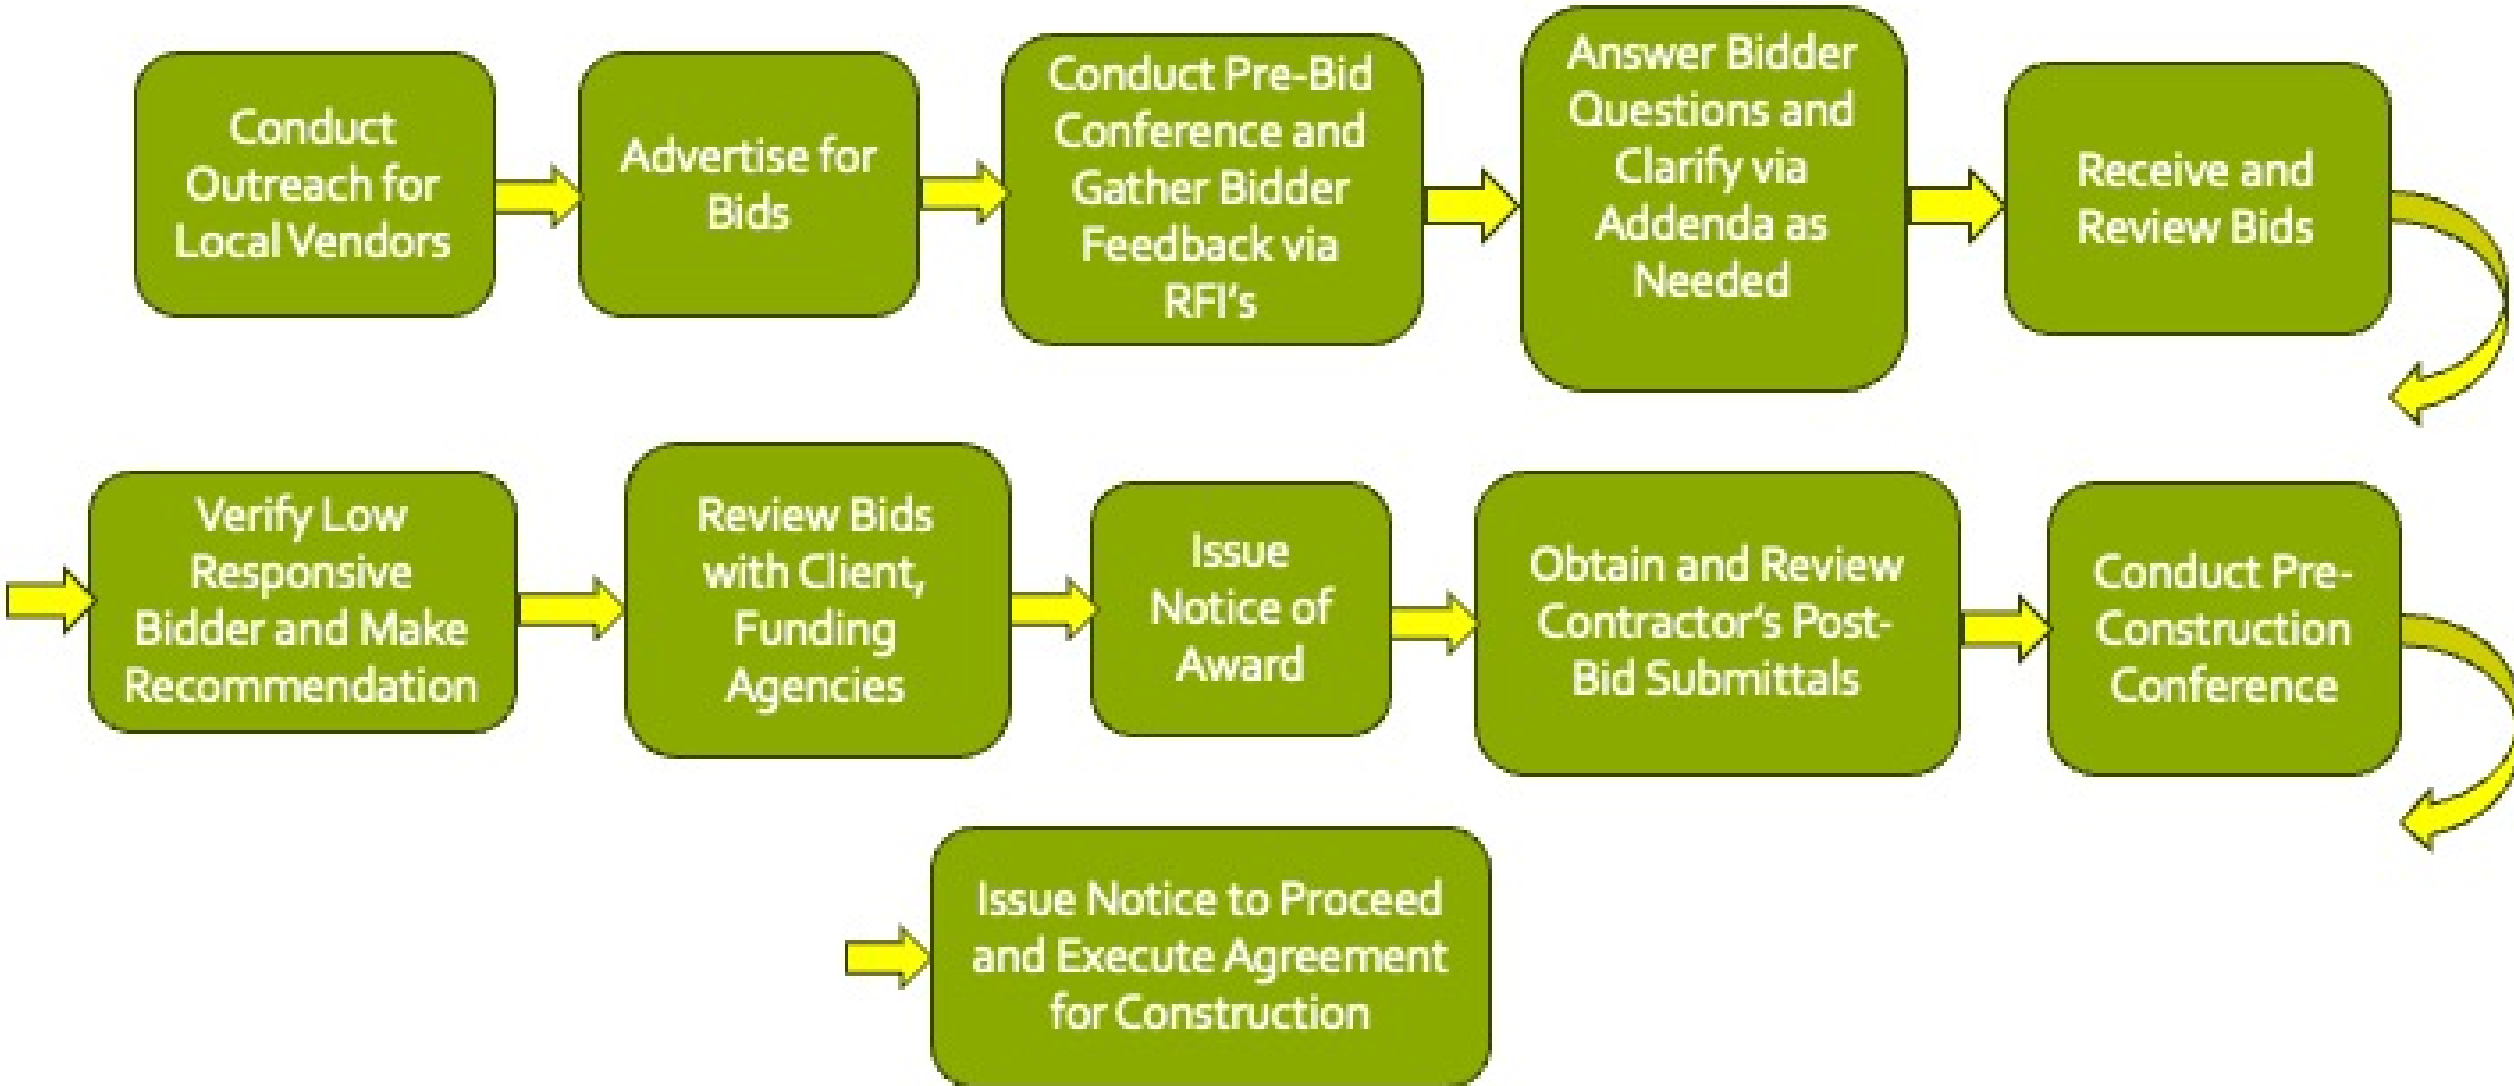 Conduct
Outreach for
Local Vendors
Advertise for
Bids
Conduct Pre-Bid
Conference and
Gather Bidder
Feedback via
RFI's
Answer Bidder
Questions and
Clarify via
Addenda as
Needed
Receive and
Review Bids
Verify Low
Responsive
Bidder and Make
Recommendation
Review Bids
with Client,
Funding
Agencies
Issue
Notice of
Award
Obtain and Review
Contractor's Post-
Bid Submittals
Conduct Pre-
Construction
Conference
Issue Notice to Proceed
and Execute Agreement
for Construction